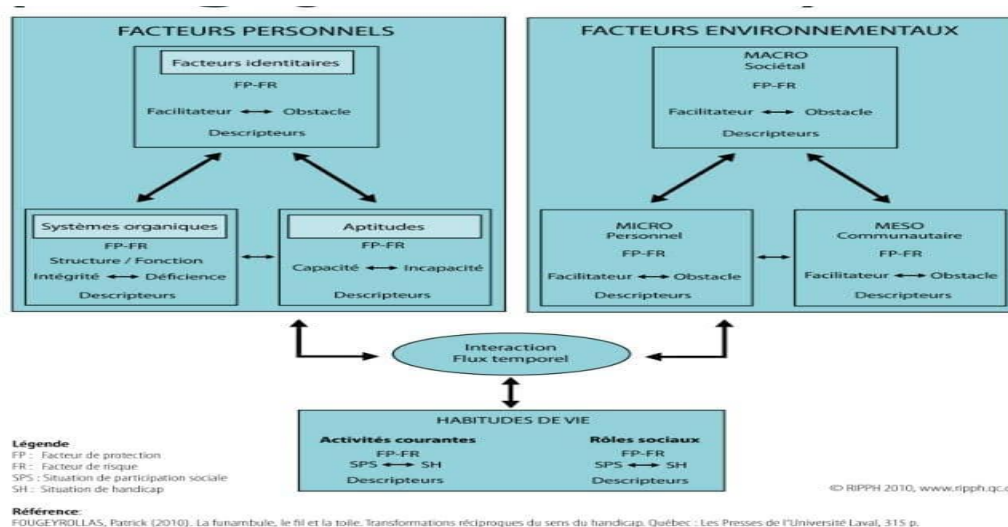 FACTEURS PERSONNELS
Facteurs identitaires
FP-FR
Facilitateur Obstacle
Descripteurs
Systèmes organiques
FP-FR
Structure / Fonction
Intégrité Déficience
Descripteurs
Aptitudes
FP-FR
Capacité Incapacité
Descripteurs
FACTEURS ENVIRONNEMENTAUX
MACRO
Sociétal
FP-FR
Facilitateur Obstacle
Descripteurs
MICRO
Personnel
FP-FR
Facilitateur Obstacle
Descripteurs
MESO
Communautaire
FP-FR
Facilitateur Obstacle
Descripteurs
Interaction
Flux temporel
HABITUDES DE VIE
Activités courantes
FP-FR
SPS SH
Descripteurs
Rôles sociaux
FP-FR
SPS SH
Descripteurs
Légende
FP : Facteur de protection
FR : Facteur de risque
SPS : Situation de participation sociale
SH : Situation de handicap
© RIPPH 2010, www.ripph.qc.c
Référence:
FOUGEYROLLAS, Patrick (2010). La funambule, le fil et la toile. Transformations réciproques du sens du handicap. Québec : Les Presses de l'Université Laval, 315 p.